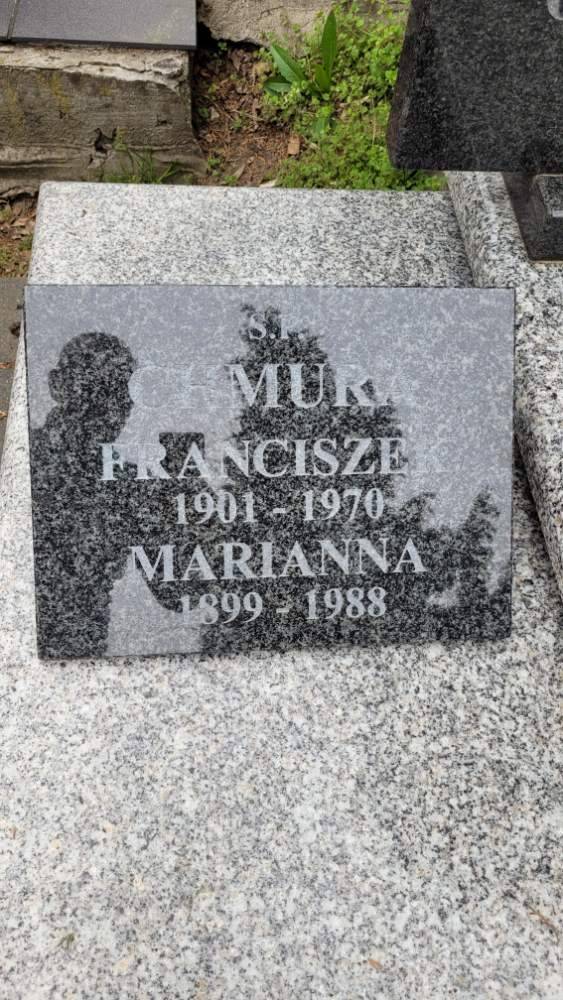 Ś.P.
CHMURA
FRANCISZEK
1901 - 1970
MARIANNA
1899 - 1988